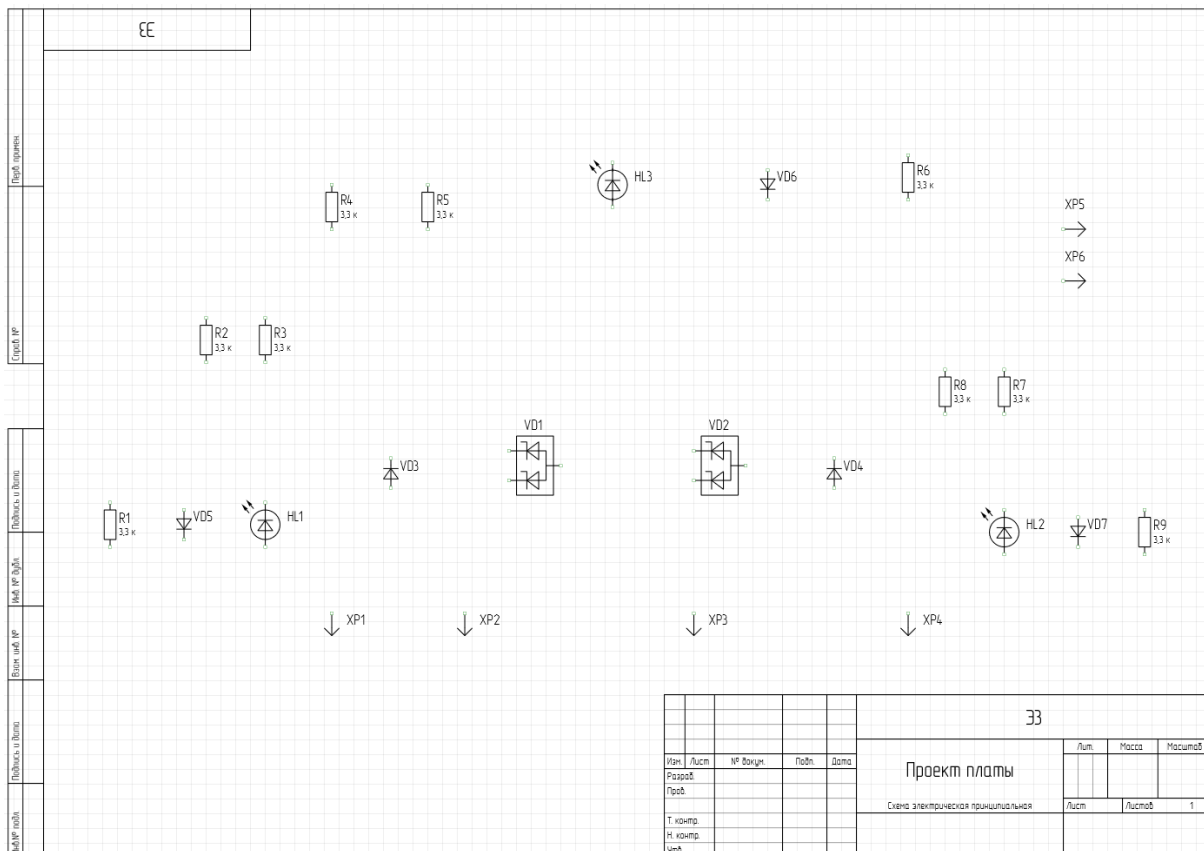 Э3
Перв. примен.
Справ. №
Подпись и дата
Инв. № дубл.
Взам. инв. №
Подпись и дата
Инв. № подл.
HL3
VD6
R6
3,3 к
R4
3,3 к
R5
3,3 к
XP5
XP6
R2
3,3 к
R3
3,3 к
R8
3,3 к
R7
3,3 к
VD1
VD2
VD3
VD4
R1
3,3 к
VD5
HL1
HL2
VD7
R9
3,3 к
XP1
XP2
XP3
XP4
Э3
Изм. Лист № докум. Подп. Дата
Разраб.
Пров.
Т. контр.
Н. контр.
Утв.
Проект платы
Схема электрическая принципиальная
Лит. Масса Масштаб
Лист Листов 1